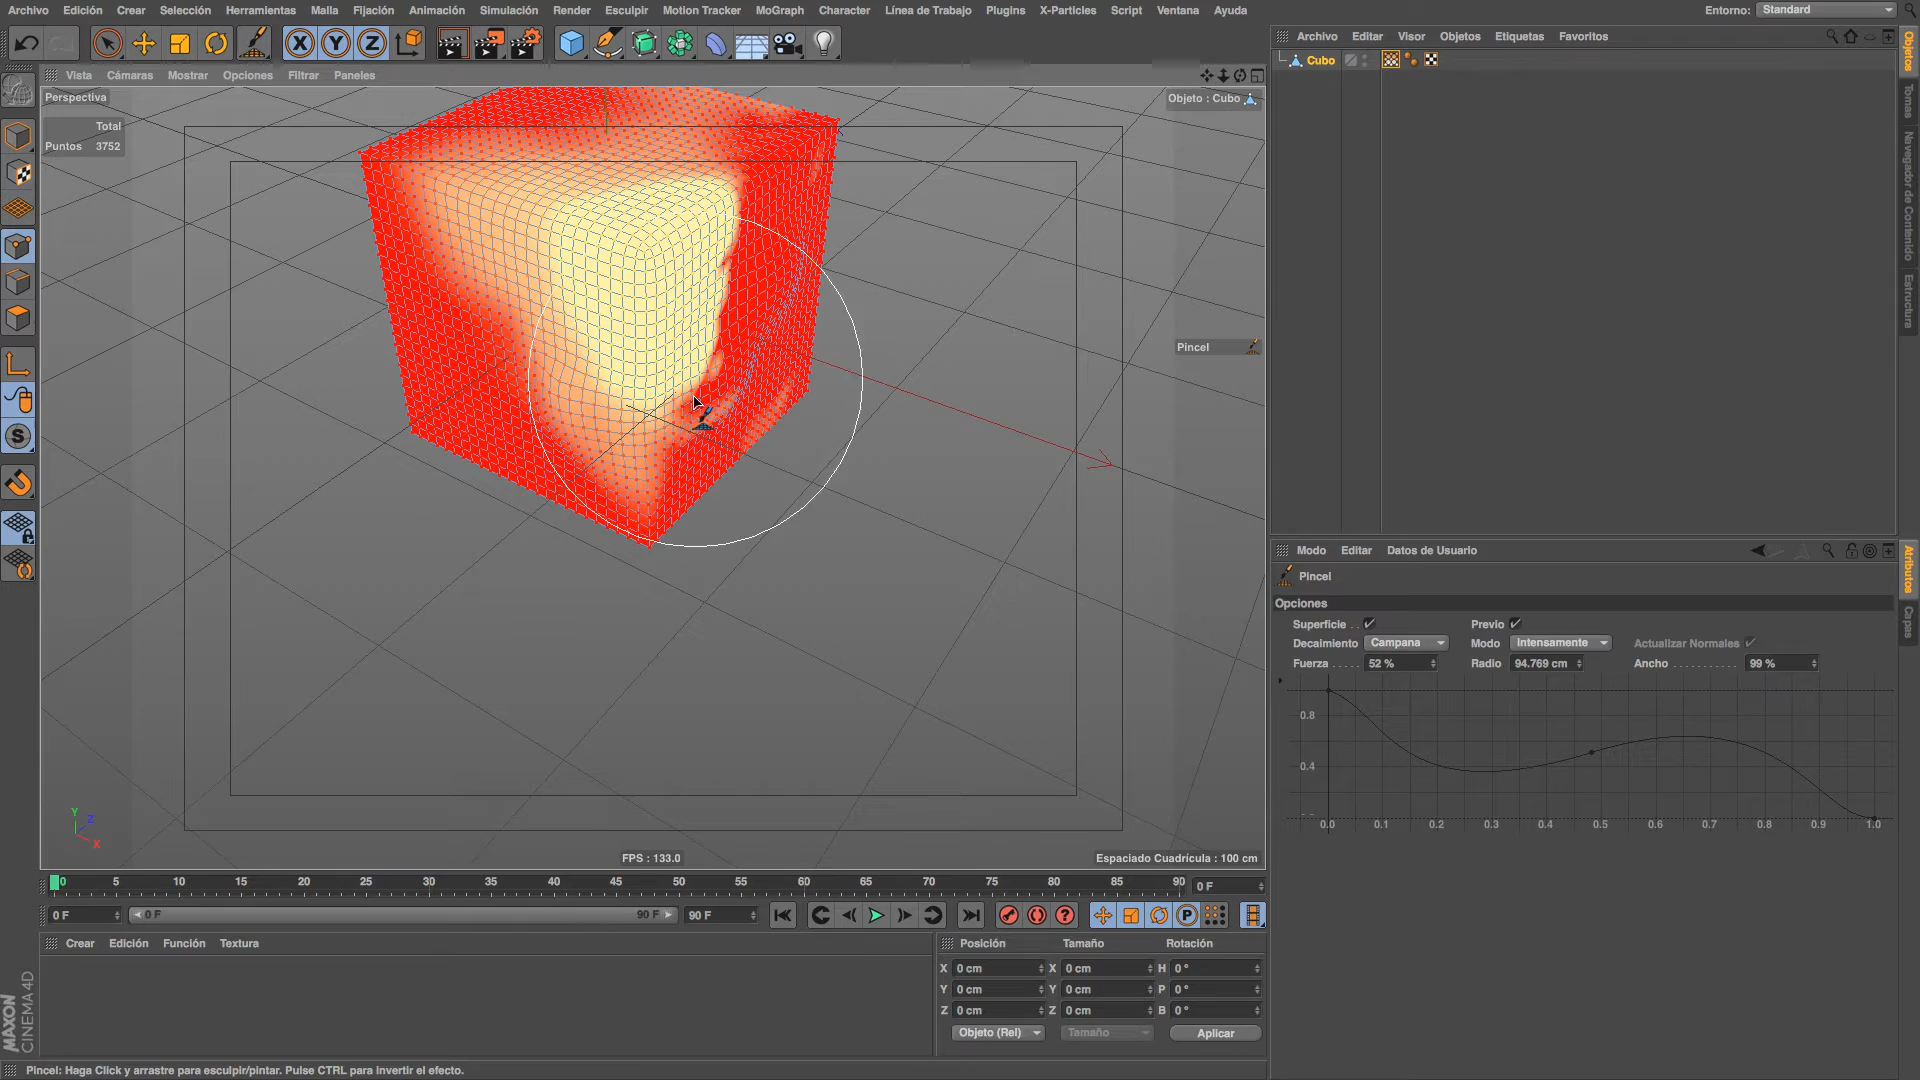 Archivo Edición Crear Selección Herramientas Malla Fijación Animación Simulación Render Esculpir Motion Tracker MoGraph Character Línea de Trabajo Plugins X-Particles Script Ventana Ayuda Entorno: Standard
X Y Z
Vista Cámaras Mostrar Opciones Filtrar Paneles
Perspectiva
Objeto : Cubo
Total
Puntos 3752
Pincel
S
Y
Z
X
FPS : 133.0
Espaciado Cuadrícula : 100 cm
0 5 10 15 20 25 30 35 40 45 50 55 60 65 70 75 80 85 90 0 F
0 F 0 F 90 F 90 F ? P
Crear Edición Función Textura
Posición Tamaño Rotación
X 0 cm X 0 cm H 0 °
Y 0 cm Y 0 cm P 0 °
Z 0 cm Z 0 cm B 0 °
Objeto (Rel) Tamaño Aplicar
MAXON
CINEMA 4D
Pincel: Haga Click y arrastre para esculpir/pintar. Pulse CTRL para invertir el efecto.
Archivo Editar Visor Objetos Etiquetas Favoritos
Cubo
Objetos
Tomas
Navegador de Contenido
Estructura
Modo Editar Datos de Usuario
Pincel
Opciones
Superficie . . Previo
Decaimiento Campana Modo Intensamente Actualizar Normales
Fuerza . . . . . 52 % Radio 94.769 cm Ancho . . . . . . . . . . 99 %
0.8
0.4
0.0 0.1 0.2 0.3 0.4 0.5 0.6 0.7 0.8 0.9 1.0
Atributos
Capas